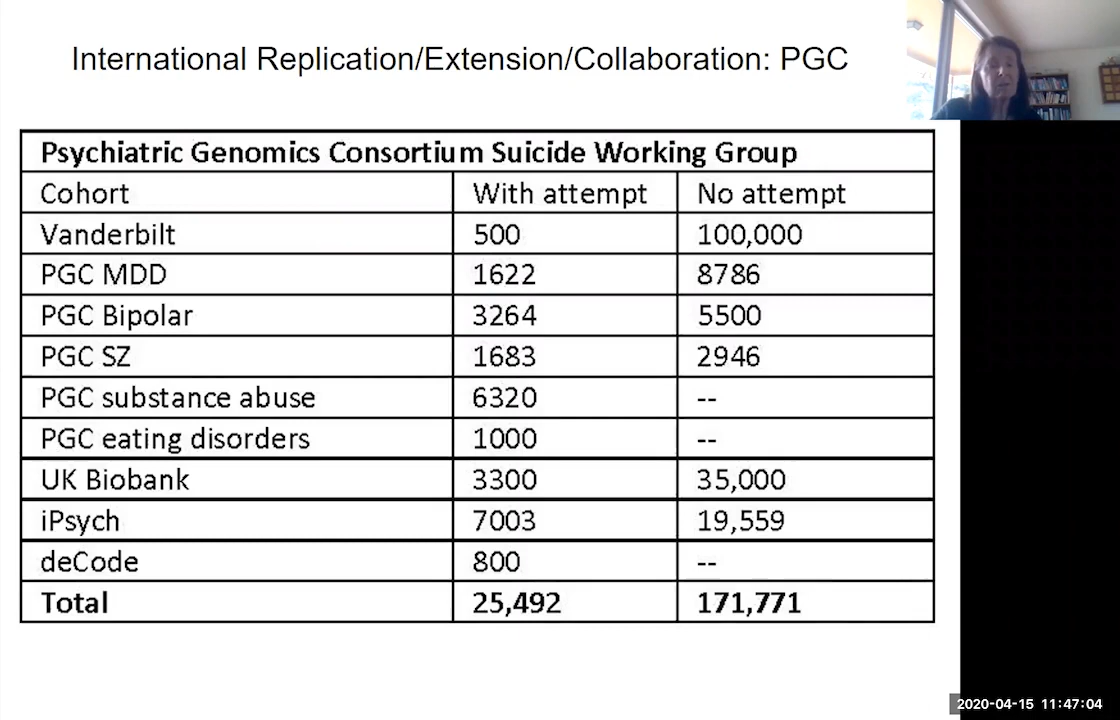 International Replication/Extension/Collaboration: PGC
Psychiatric Genomics Consortium Suicide Working Group
Cohort With attempt No attempt
Vanderbilt 500 100,000
PGC MDD 1622 8786
PGC Bipolar 3264 5500
PGC SZ 1683 2946
PGC substance abuse 6320 --
PGC eating disorders 1000 --
UK Biobank 3300 35,000
iPsych 7003 19,559
deCode 800 --
Total 25,492 171,771
2020-04-15 11:47:04